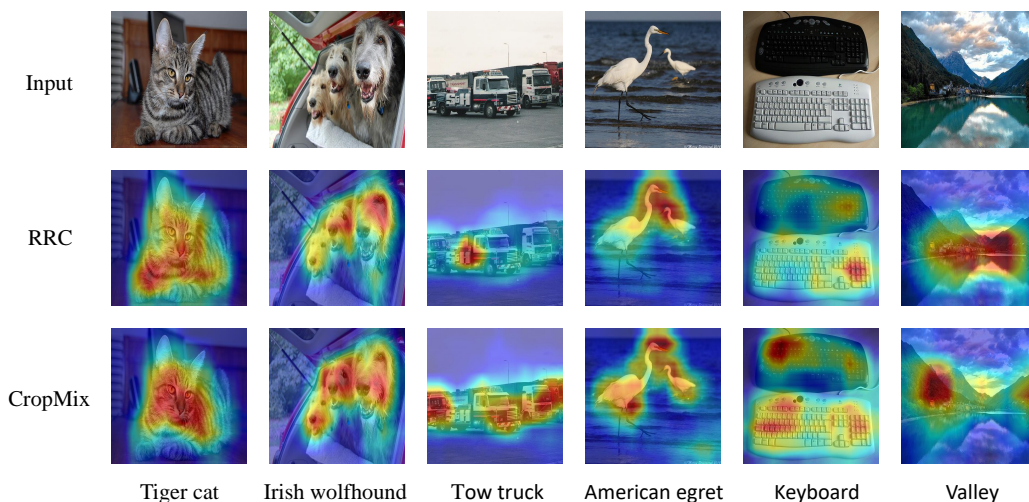 Input
RRC
CropMix
Tiger cat
Irish wolfhound
Tow truck
American egret
Keyboard
Valley